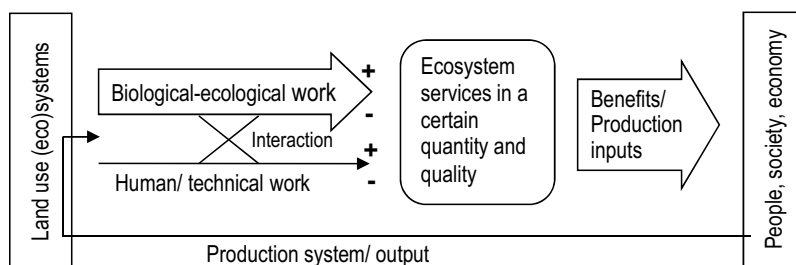 Land use (eco)systems
Biological-ecological work
+
-
Interaction
+
-
Human/ technical work
Ecosystem
services in a
certain
quantity and
quality
Benefits/
Production
inputs
People, society, economy
Production system/ output